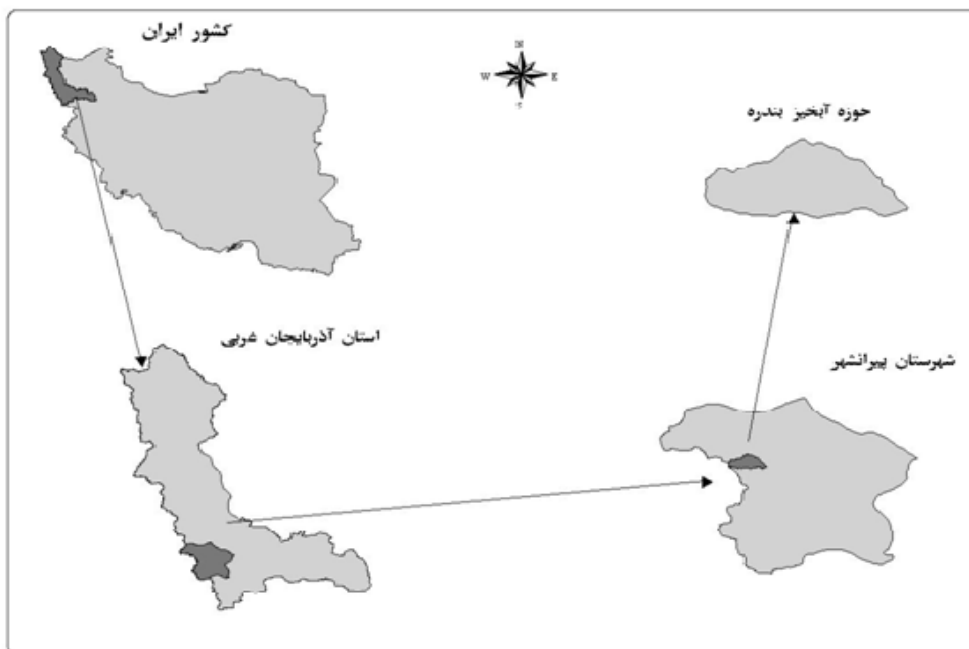 کشور ایران
N
W E
S
حوزه آبخیز بندره
استان آذربایجان غربی
شهرستان پیرانشهر